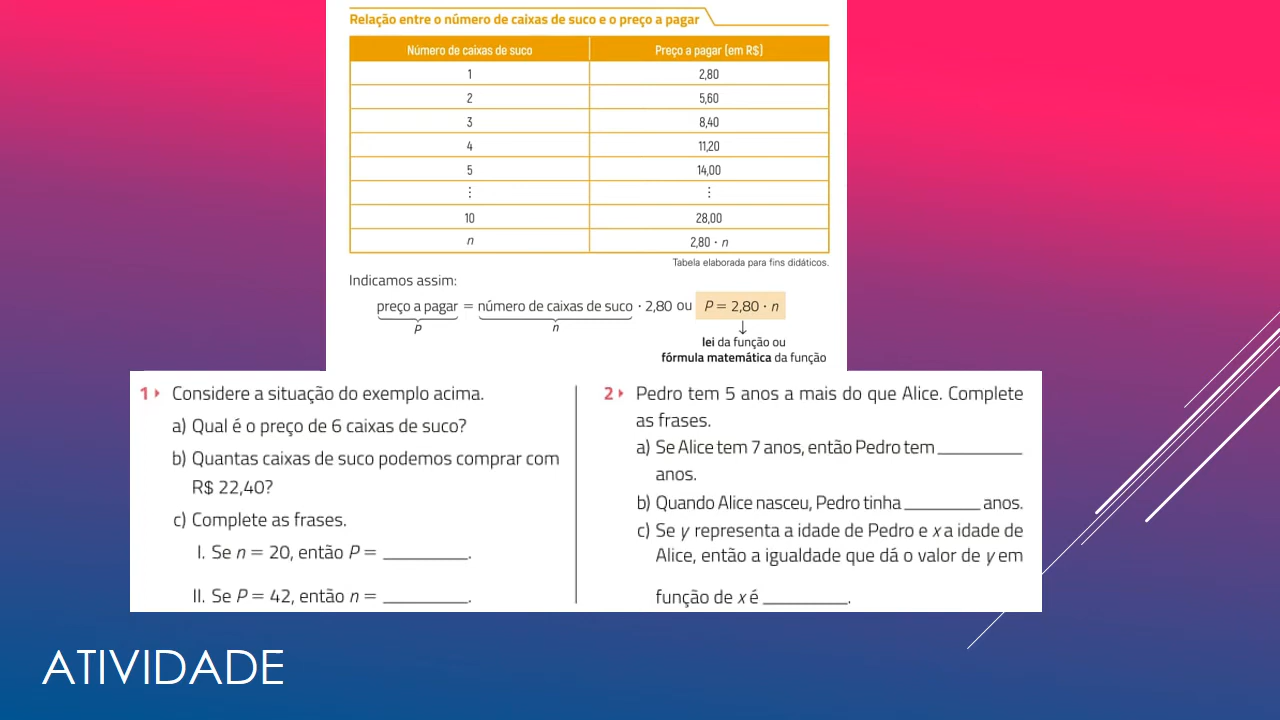 Relação entre o número de caixas de suco e o preço a pagar
Número de caixas de suco Preço a pagar (em R$)
1 2,80
2 5,60
3 8,40
4 11,20
5 14,00
⋮ ⋮
10 28,00
n 2,80 · n
Tabela elaborada para fins didáticos.
Indicamos assim:
preço a pagar = número de caixas de suco · 2,80 ou P = 2,80 · n
P n
lei da função ou
fórmula matemática da função
1 Considere a situação do exemplo acima.
a) Qual é o preço de 6 caixas de suco?
b) Quantas caixas de suco podemos comprar com
R$ 22,40?
c) Complete as frases.
I. Se n = 20, então P = __________.
II. Se P = 42, então n = __________.
2 Pedro tem 5 anos a mais do que Alice. Complete
as frases.
a) Se Alice tem 7 anos, então Pedro tem __________
anos.
b) Quando Alice nasceu, Pedro tinha _________ anos.
c) Se y representa a idade de Pedro e x a idade de
Alice, então a igualdade que dá o valor de y em
função de x é __________.
ATIVIDADE